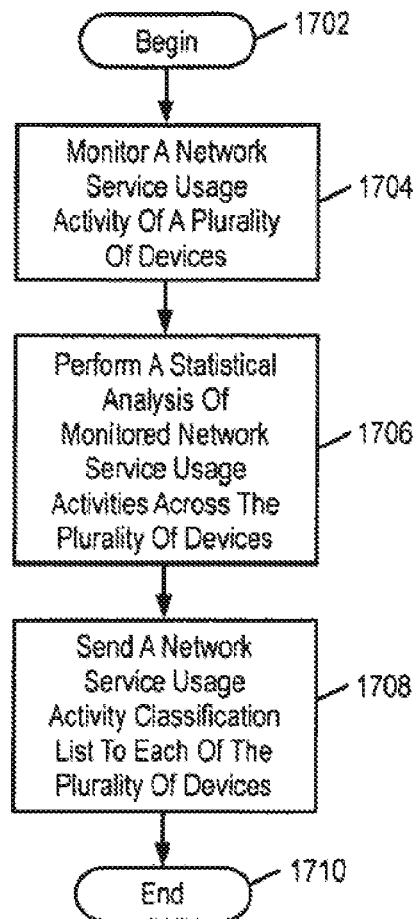 Begin
1702
Monitor A Network
Service Usage
Activity Of A Plurality
Of Devices
1704
Perform A Statistical
Analysis Of
Monitored Network
Service Usage
Activities Across The
Plurality Of Devices
1706
Send A Network
Service Usage
Activity Classification
List To Each Of The
Plurality Of Devices
1708
End
1710